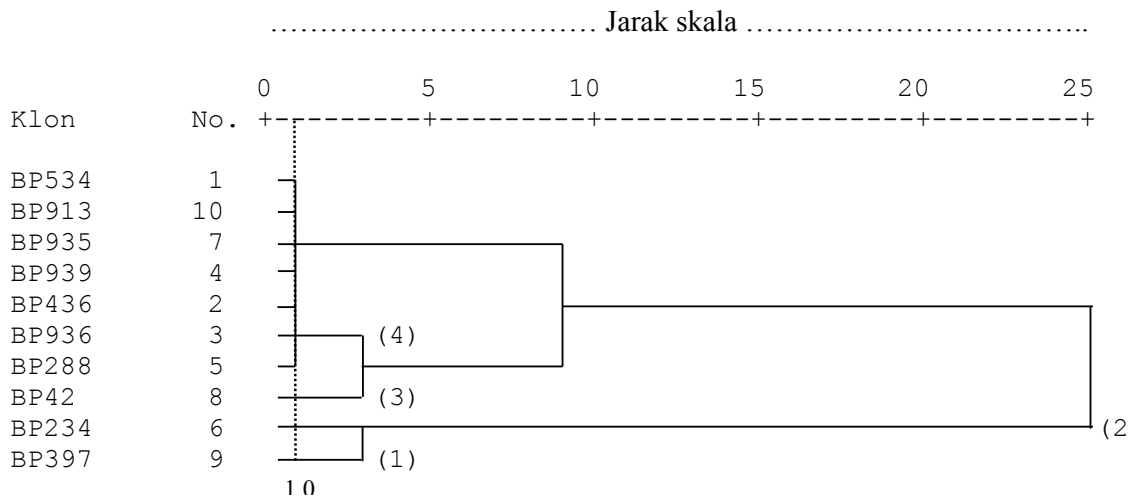 Jarak skala
0 5 10 15 20 25
Klon No.
BP534 1
BP913 10
BP935 7
BP939 4
BP436 2
BP936 3 (4)
BP288 5
BP42 8 (3)
BP234 6 (2
BP397 9 (1)
1.0